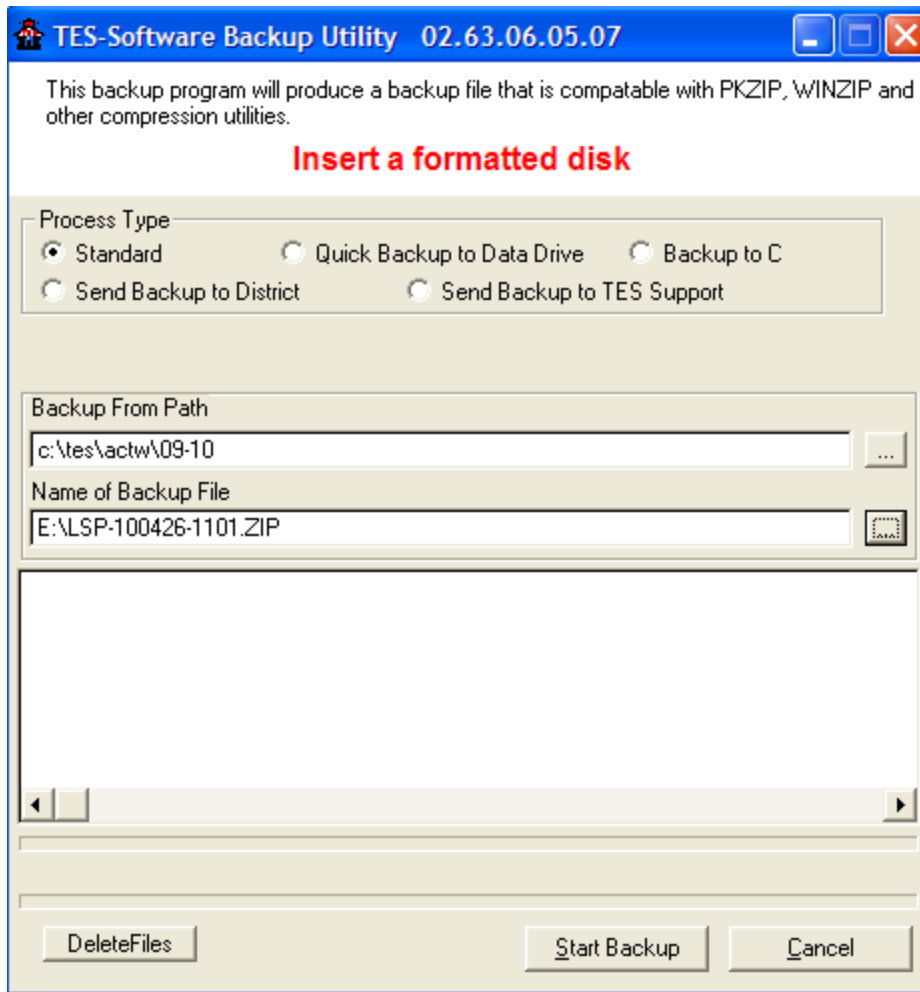 TES-Software Backup Utility 02.63.06.05.07
This backup program will produce a backup file that is compatable with PKZIP, WINZIP and
other compression utilities.
Insert a formatted disk
Process Type
Standard Quick Backup to Data Drive Backup to C
Send Backup to District Send Backup to TES Support
Backup From Path
c:\tes\actw\09-10
...
Name of Backup File
E:\LSP-100426-1101.ZIP
...
DeleteFiles Start Backup Cancel